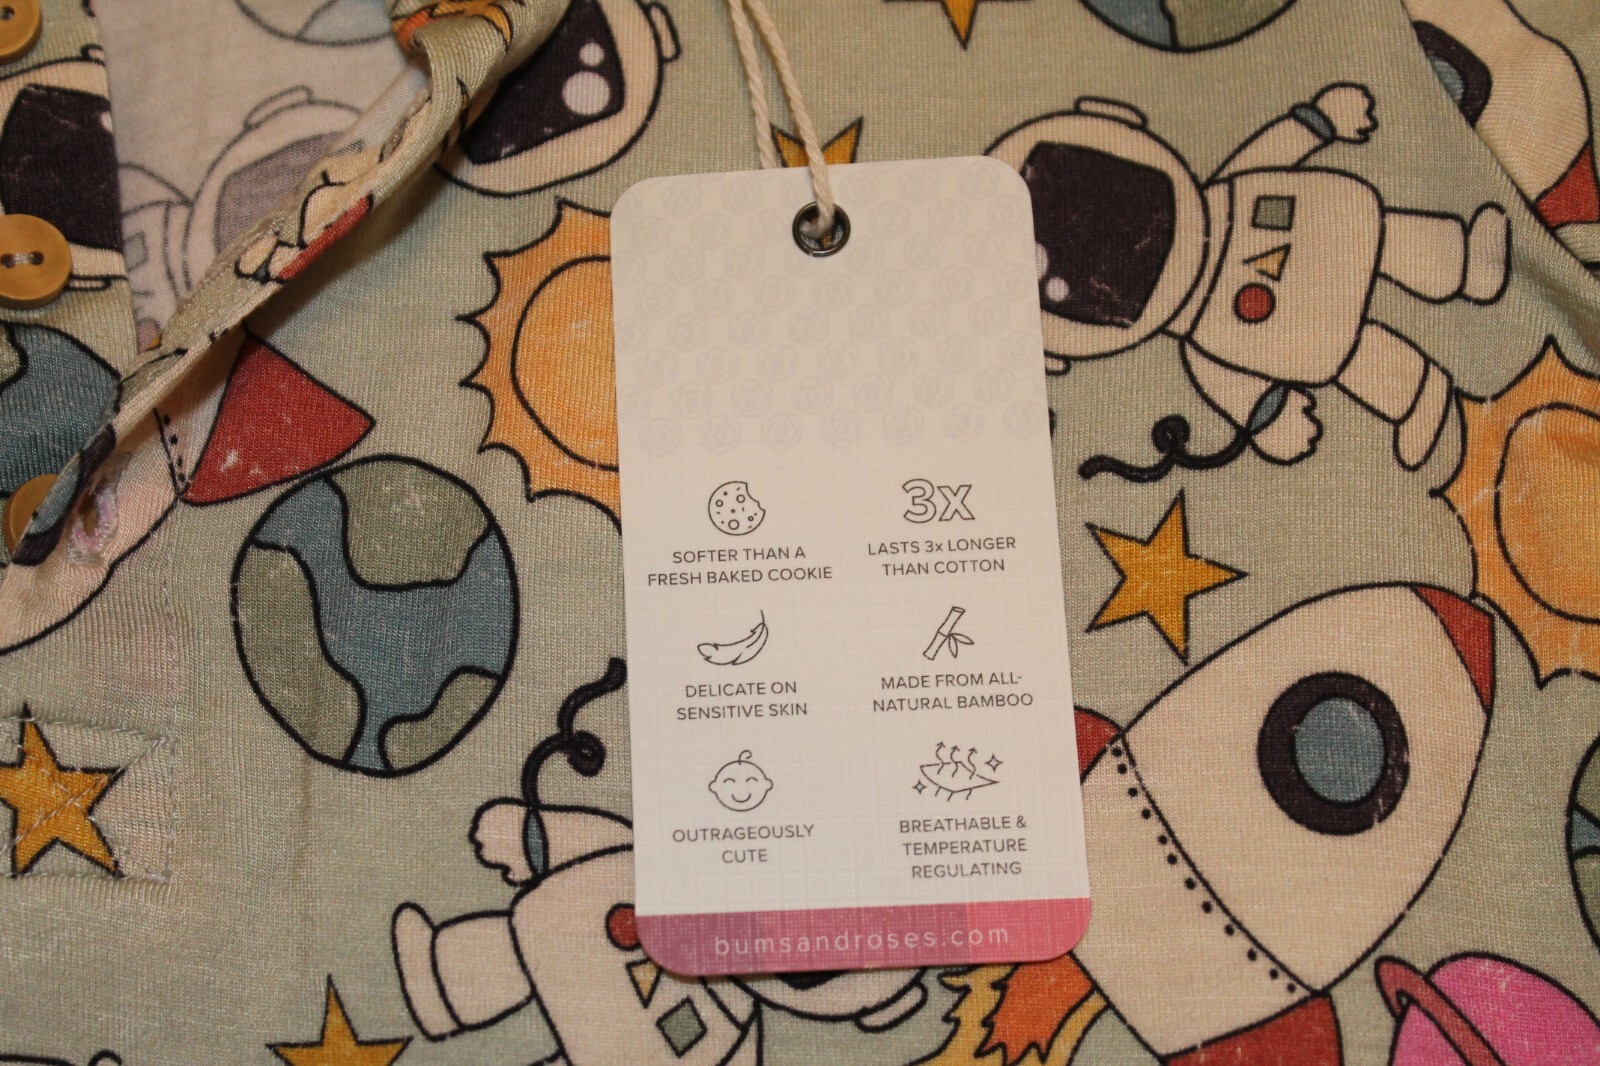 SOFTER THAN A
FRESH BAKED COOKIE
3x
LASTS 3x LONGER
THAN COTTON
DELICATE ON
SENSITIVE SKIN
MADE FROM ALL-
NATURAL BAMBOO
OUTRAGEOUSLY
CUTE
BREATHABLE &
TEMPERATURE
REGULATING
bumsandroses.com